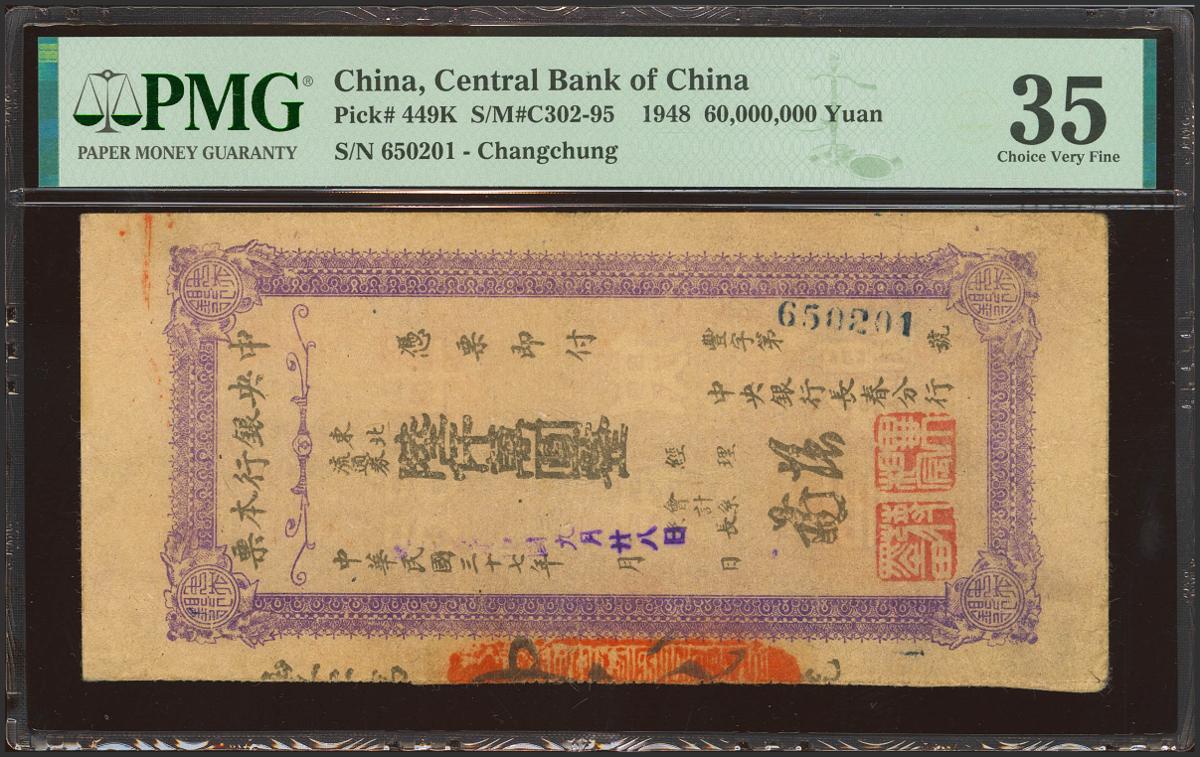 PMG®
PAPER MONEY GUARANTY
China, Central Bank of China
Pick# 449K S/M#C302-95 1948 60,000,000 Yuan
S/N 650201 - Changchung
35
Choice Very Fine
中央銀行本票
憑票即付
東北
流通券
陸仟萬圓整
中華民國三十七年 月 日
九月廿八日
豐字第
650201
號
中央銀行長春分行
經理
會計